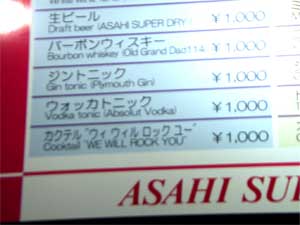 生ビール
Draft beer (ASAHI SUPER DRY) ￥1,000
バーボンウィスキー
Bourbon whiskey (Old Grand Dad 114 ￥1,000
ジントニック
Gin tonic (Plymouth Gin) ￥1,000
ウォッカトニック
Vodka tonic (Absolut Vodka) ￥1,000
カクテル "ウィ ウィル ロック ユー"
Cocktail "WE WILL ROCK YOU" ￥1,000
ASAHI SU